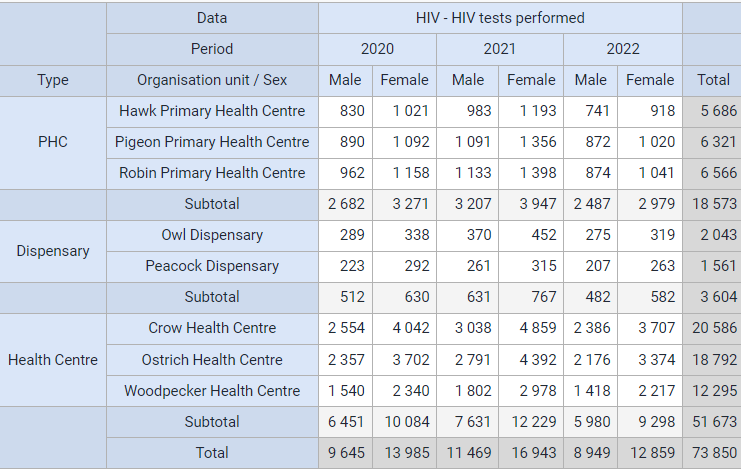 Data HIV - HIV tests performed
Period 2020 2021 2022
Type Organisation unit / Sex Male Female Male Female Male Female Total
Hawk Primary Health Centre 830 1 021 983 1 193 741 918 5 686
PHC Pigeon Primary Health Centre 890 1 092 1 091 1 356 872 1 020 6 321
Robin Primary Health Centre 962 1 158 1 133 1 398 874 1 041 6 566
Subtotal 2 682 3 271 3 207 3 947 2 487 2 979 18 573
Dispensary Owl Dispensary 289 338 370 452 275 319 2 043
Peacock Dispensary 223 292 261 315 207 263 1 561
Subtotal 512 630 631 767 482 582 3 604
Crow Health Centre 2 554 4 042 3 038 4 859 2 386 3 707 20 586
Health Centre Ostrich Health Centre 2 357 3 702 2 791 4 392 2 176 3 374 18 792
Woodpecker Health Centre 1 540 2 340 1 802 2 978 1 418 2 217 12 295
Subtotal 6 451 10 084 7 631 12 229 5 980 9 298 51 673
Total 9 645 13 985 11 469 16 943 8 949 12 859 73 850